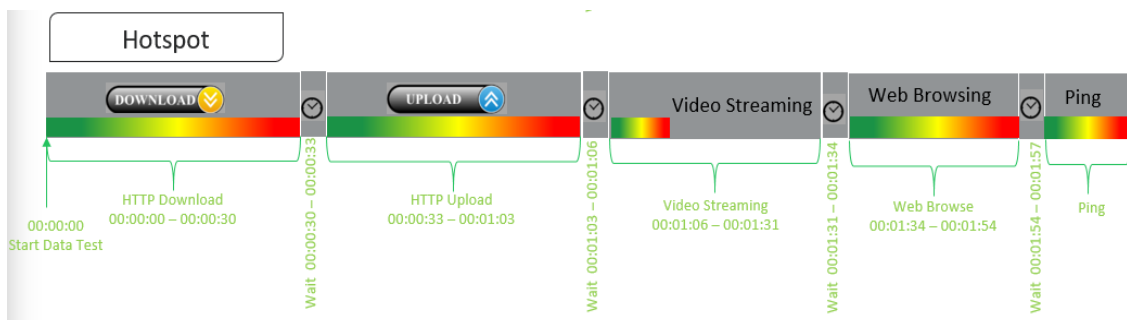 Hotspot
DOWNLOAD
UPLOAD
Video Streaming
Web Browsing
Ping
HTTP Download
00:00:00 – 00:00:30
HTTP Upload
00:00:33 – 00:01:03
Video Streaming
00:01:06 – 00:01:31
Web Browse
00:01:34 – 00:01:54
Ping
00:00:00
Start Data Test
Wait 00:00:30 – 00:00:33
Wait 00:01:03 – 00:01:06
Wait 00:01:31 – 00:01:34
Wait 00:01:54 – 00:01:57